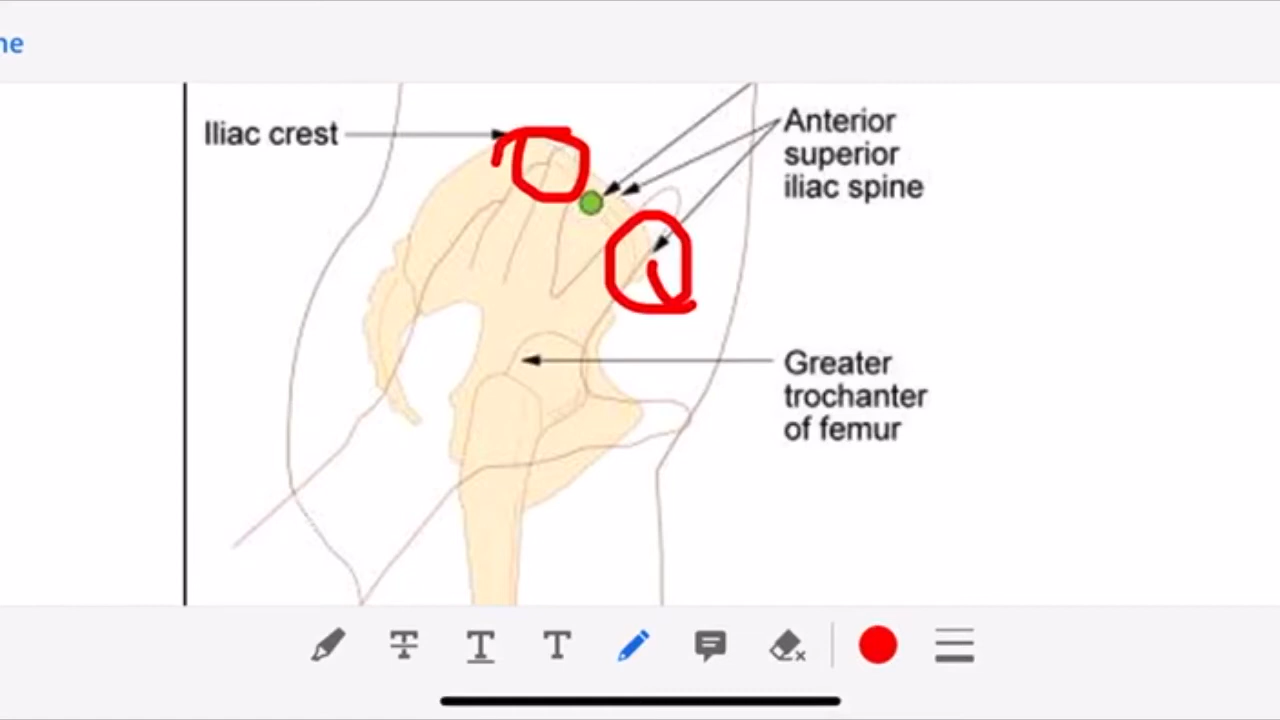 ne
Iliac crest
Anterior
superior
iliac spine
Greater
trochanter
of femur
T
T
T